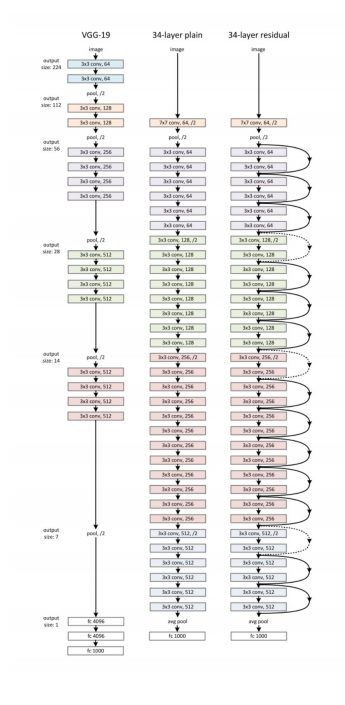 VGG-19
image
output
size: 224
3x3 conv, 64
3x3 conv, 64
pool, /2
output
size: 112
3x3 conv, 128
3x3 conv, 128
pool, /2
output
size: 56
3x3 conv, 256
3x3 conv, 256
3x3 conv, 256
3x3 conv, 256
pool, /2
output
size: 28
3x3 conv, 512
3x3 conv, 512
3x3 conv, 512
3x3 conv, 512
pool, /2
output
size: 14
3x3 conv, 512
3x3 conv, 512
3x3 conv, 512
3x3 conv, 512
output
size: 7
pool, /2
output
size: 1
fc 4096
fc 4096
fc 1000
34-layer plain
image
7x7 conv, 64, /2
pool, /2
3x3 conv, 64
3x3 conv, 64
3x3 conv, 64
3x3 conv, 64
3x3 conv, 64
3x3 conv, 64
3x3 conv, 128, /2
3x3 conv, 128
3x3 conv, 128
3x3 conv, 128
3x3 conv, 128
3x3 conv, 128
3x3 conv, 128
3x3 conv, 128
3x3 conv, 256, /2
3x3 conv, 256
3x3 conv, 256
3x3 conv, 256
3x3 conv, 256
3x3 conv, 256
3x3 conv, 256
3x3 conv, 256
3x3 conv, 256
3x3 conv, 256
3x3 conv, 256
3x3 conv, 256
3x3 conv, 512, /2
3x3 conv, 512
3x3 conv, 512
3x3 conv, 512
3x3 conv, 512
3x3 conv, 512
avg pool
fc 1000
34-layer residual
image
7x7 conv, 64, /2
pool, /2
3x3 conv, 64
3x3 conv, 64
3x3 conv, 64
3x3 conv, 64
3x3 conv, 64
3x3 conv, 64
3x3 conv, 128, /2
3x3 conv, 128
3x3 conv, 128
3x3 conv, 128
3x3 conv, 128
3x3 conv, 128
3x3 conv, 128
3x3 conv, 128
3x3 conv, 256, /2
3x3 conv, 256
3x3 conv, 256
3x3 conv, 256
3x3 conv, 256
3x3 conv, 256
3x3 conv, 256
3x3 conv, 256
3x3 conv, 256
3x3 conv, 256
3x3 conv, 256
3x3 conv, 256
3x3 conv, 512, /2
3x3 conv, 512
3x3 conv, 512
3x3 conv, 512
3x3 conv, 512
3x3 conv, 512
avg pool
fc 1000